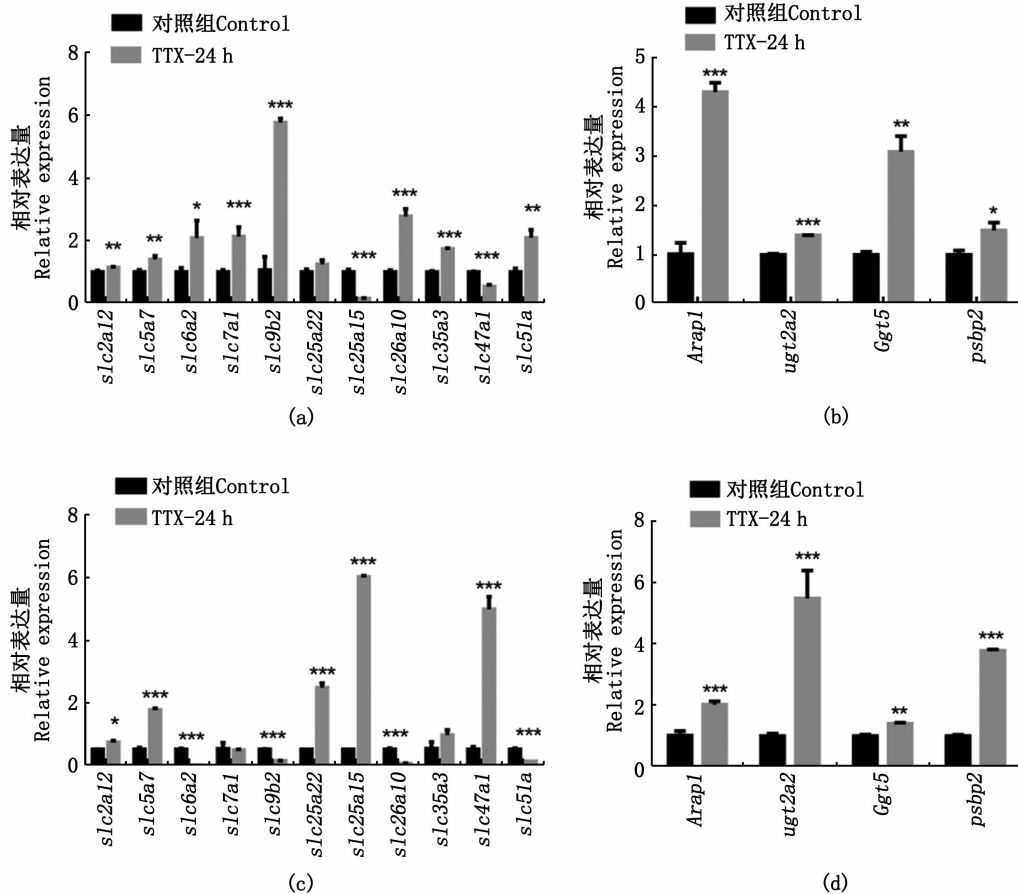 对照组Control
TTX-24 h
相对表达量
Relative expression
8
6
4
2
0
***
***
***
***
**
*
**
**
***
***
slc2a12
slc5a7
slc6a2
slc7a1
slc9b2
slc25a22
slc25a15
slc26a10
slc35a3
slc47a1
slc51a
(a)
对照组Control
TTX-24 h
相对表达量
Relative expression
5
4
3
2
1
0
***
***
**
*
Arap1
ugt2a2
Ggt5
psbp2
(b)
对照组Control
TTX-24 h
相对表达量
Relative expression
8
6
4
2
0
*
***
***
***
***
***
***
***
***
slc2a12
slc5a7
slc6a2
slc7a1
slc9b2
slc25a22
slc25a15
slc26a10
slc35a3
slc47a1
slc51a
(c)
对照组Control
TTX-24 h
相对表达量
Relative expression
8
6
4
2
0
***
***
**
***
Arap1
ugt2a2
Ggt5
psbp2
(d)